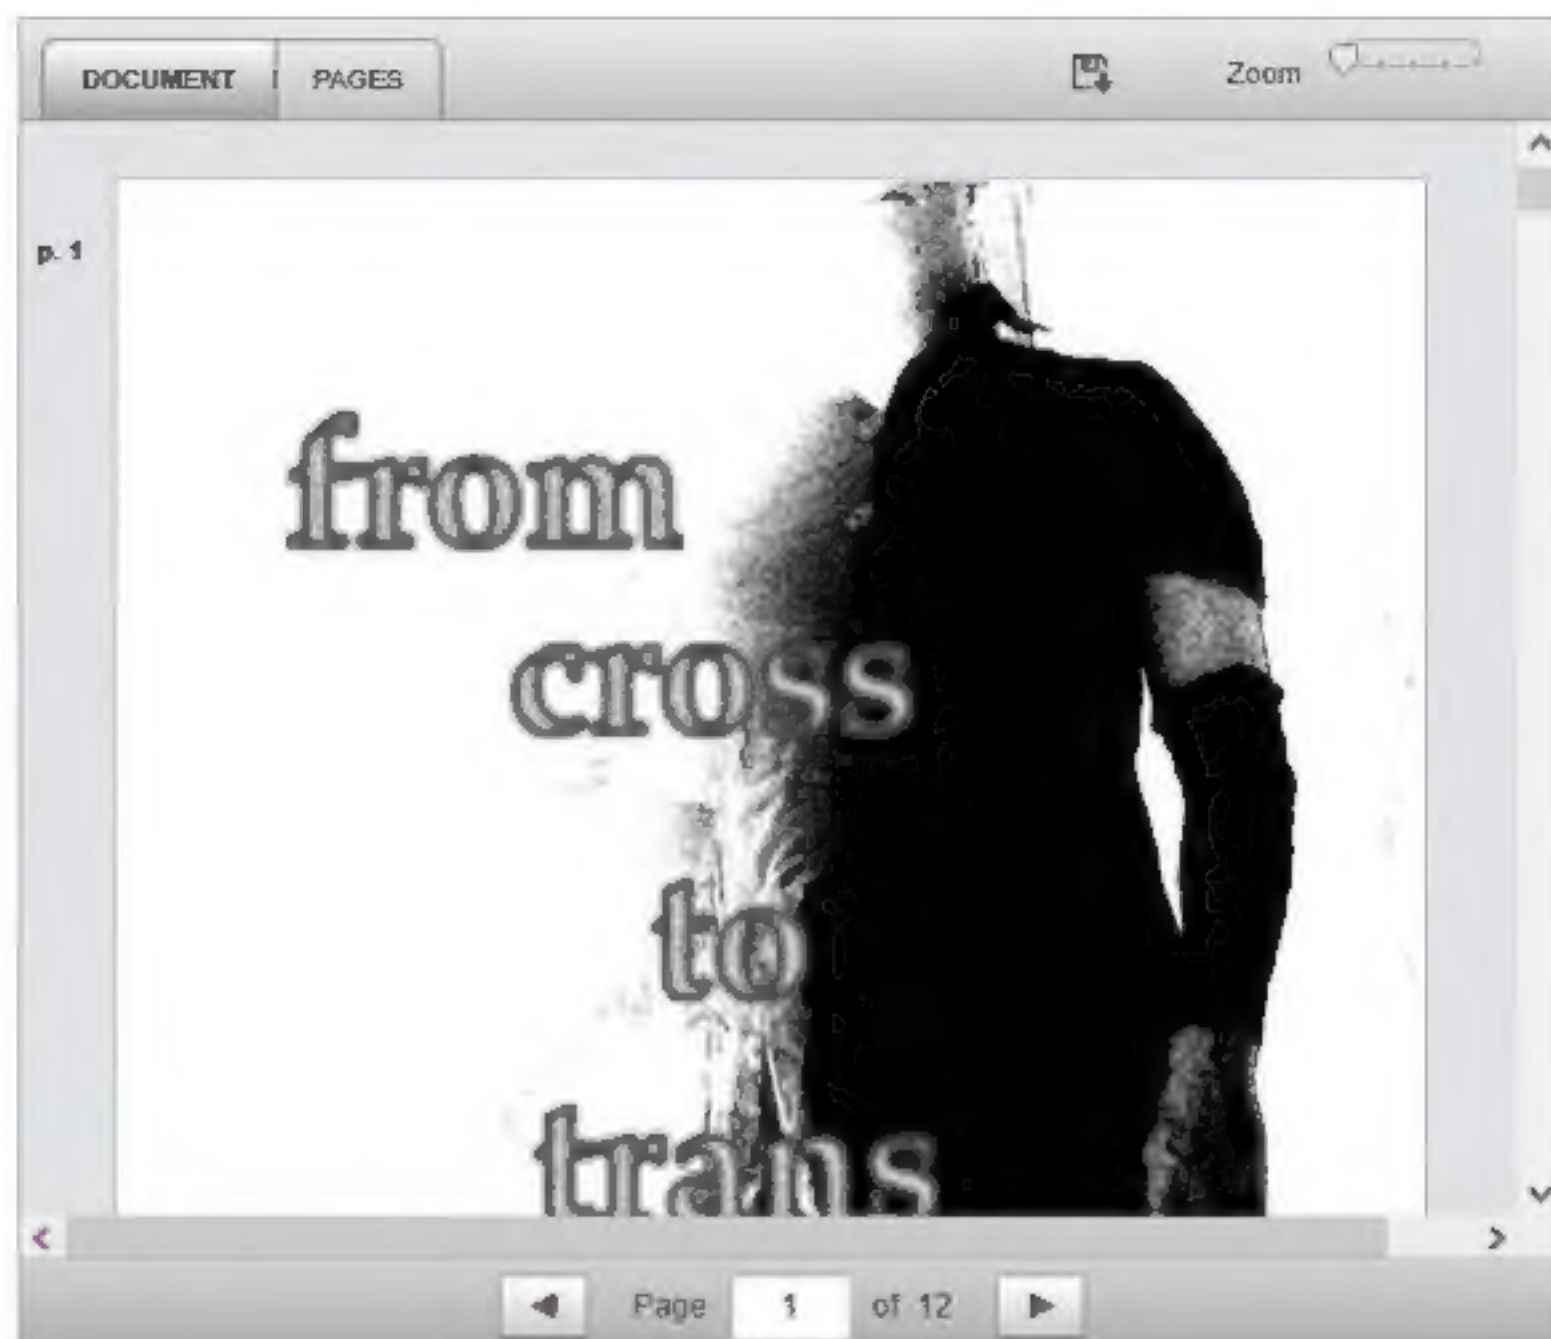 DOCUMENT PAGES Zoom
p. 1
from
cross
to
trans
Page 1 of 12